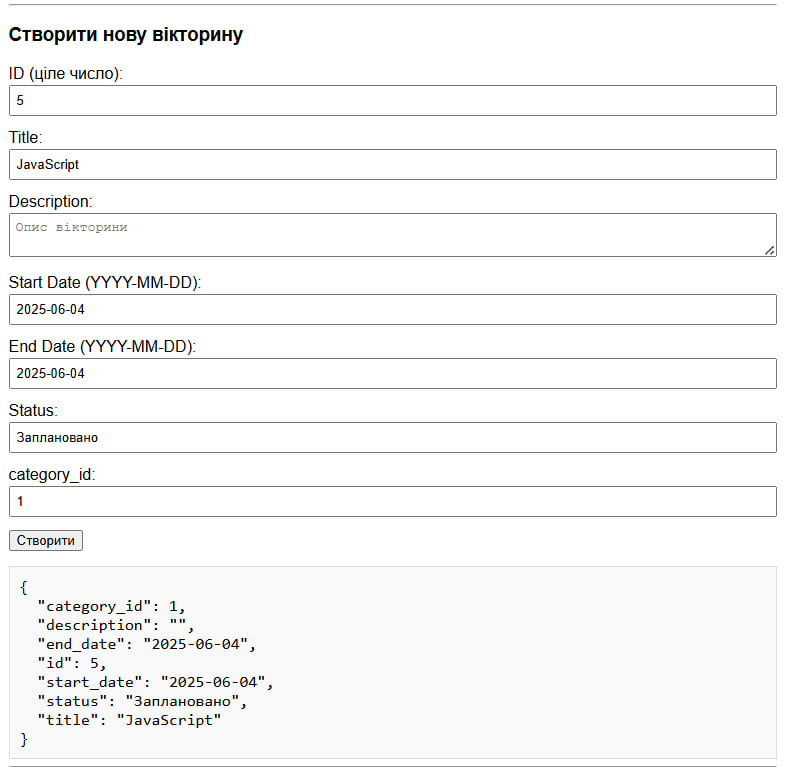 Створити нову вікторину
ID (ціле число):
5
Title:
JavaScript
Description:
Опис вікторини
Start Date (YYYY-MM-DD):
2025-06-04
End Date (YYYY-MM-DD):
2025-06-04
Status:
Заплановано
category_id:
1
Створити
{
  "category_id": 1,
  "description": "",
  "end_date": "2025-06-04",
  "id": 5,
  "start_date": "2025-06-04",
  "status": "Заплановано",
  "title": "JavaScript"
}